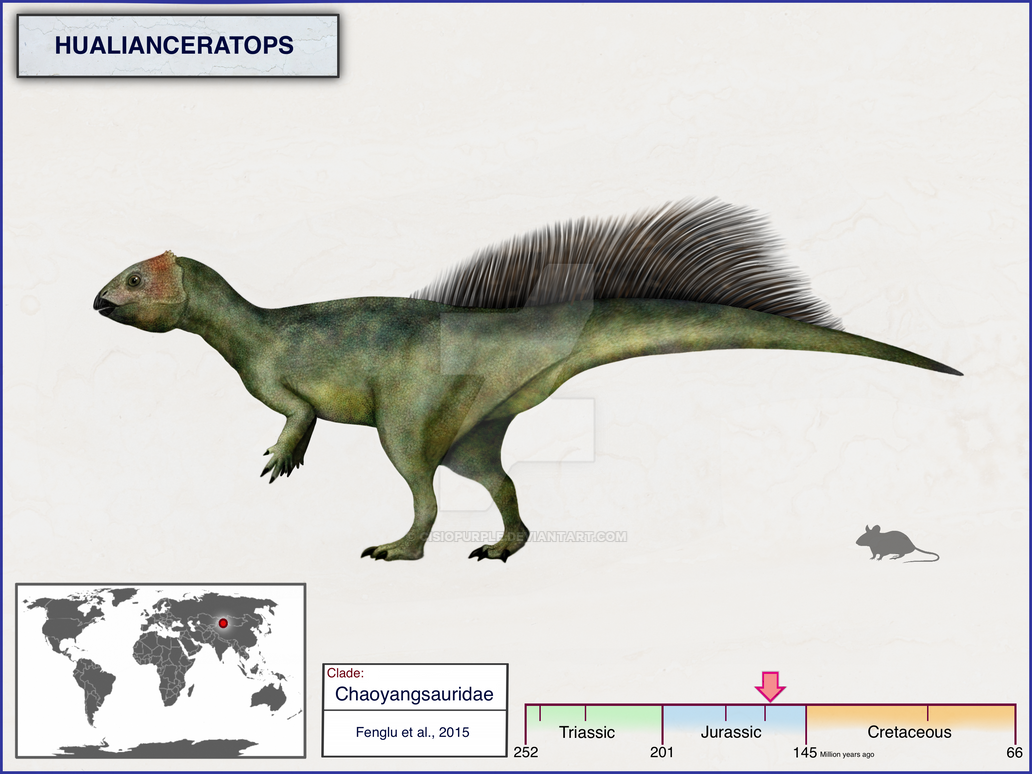 HUALIANCERATOPS
CISIOPURPLE.DEVIANTART.COM
Clade:
Chaoyangsauridae
Fenglu et al., 2015
Triassic
Jurassic
Cretaceous
252
201
145 Million years ago
66